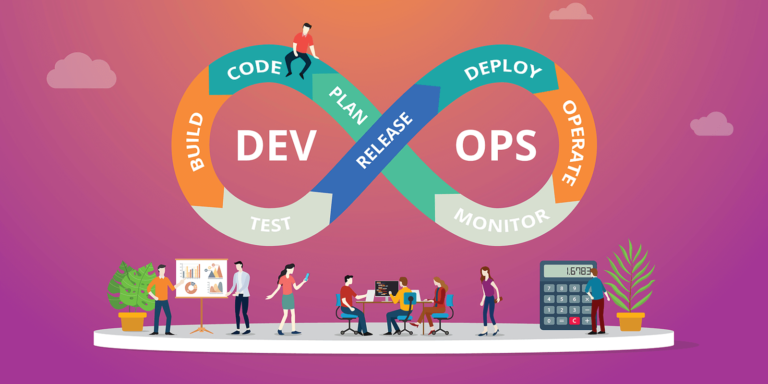 CODE
PLAN
BUILD
DEV
TEST
RELEASE
DEPLOY
OPERATE
OPS
MONITOR
1.6783